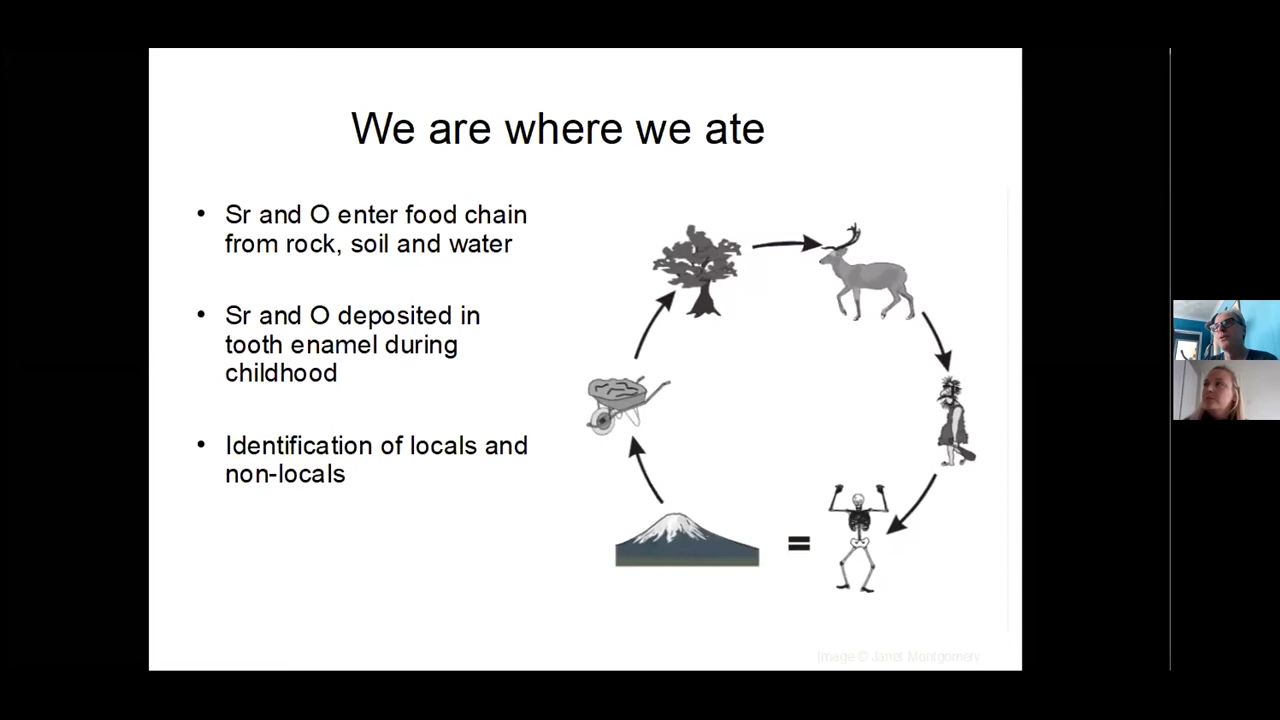 We are where we ate
• Sr and O enter food chain
from rock, soil and water
• Sr and O deposited in
tooth enamel during
childhood
• Identification of locals and
non-locals
=
Image © Janet Montgomery